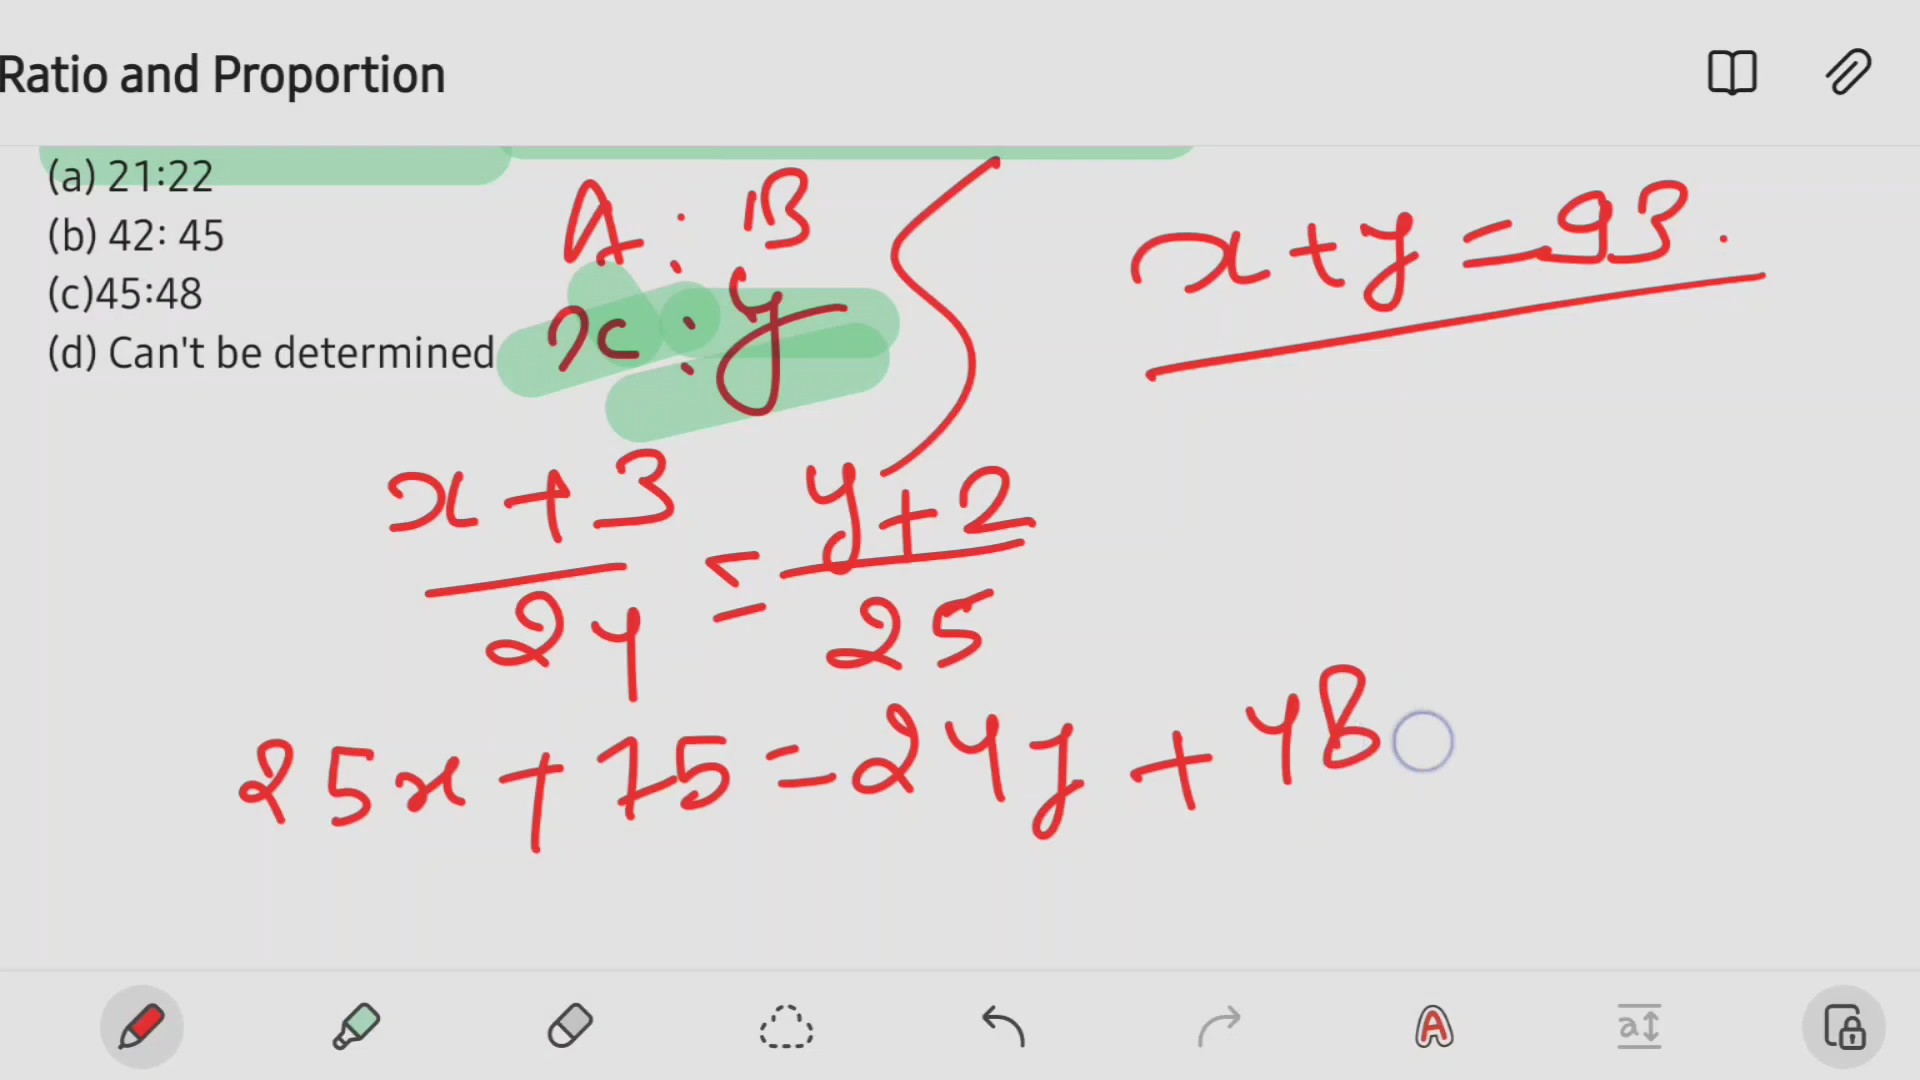 Ratio and Proportion
(a) 21:22
(b) 42: 45
(c)45:48
(d) Can't be determined
A : B
: 
x : y
:
x + y = 93.
x + 3 / 24 = y + 2 / 25
25x + 75 = 24y + 48